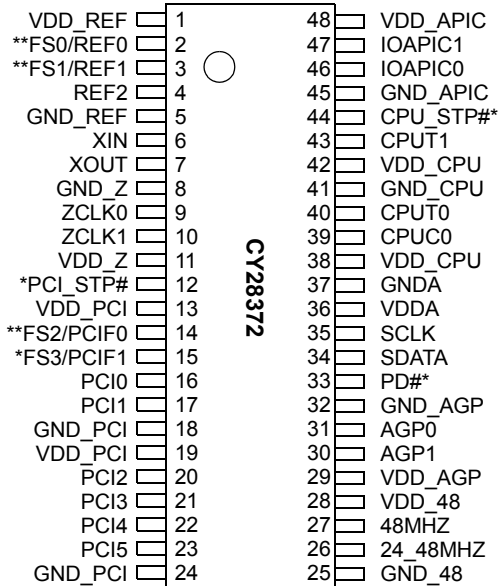 VDD_REF 1 48 VDD_APIC
**FS0/REF0 2 47 IOAPIC1
**FS1/REF1 3 46 IOAPIC0
REF2 4 45 GND_APIC
GND_REF 5 44 CPU_STP#*
XIN 6 43 CPUT1
XOUT 7 42 VDD_CPU
GND_Z 8 41 GND_CPU
ZCLK0 9 40 CPUT0
ZCLK1 10 39 CPUC0
VDD_Z 11 38 VDD_CPU
*PCI_STP# 12 37 GNDA
VDD_PCI 13 36 VDDA
**FS2/PCIF0 14 35 SCLK
*FS3/PCIF1 15 34 SDATA
PCI0 16 33 PD#*
PCI1 17 32 GND_AGP
GND_PCI 18 31 AGP0
VDD_PCI 19 30 AGP1
PCI2 20 29 VDD_AGP
PCI3 21 28 VDD_48
PCI4 22 27 48MHZ
PCI5 23 26 24_48MHZ
GND_PCI 24 25 GND_48
CY28372